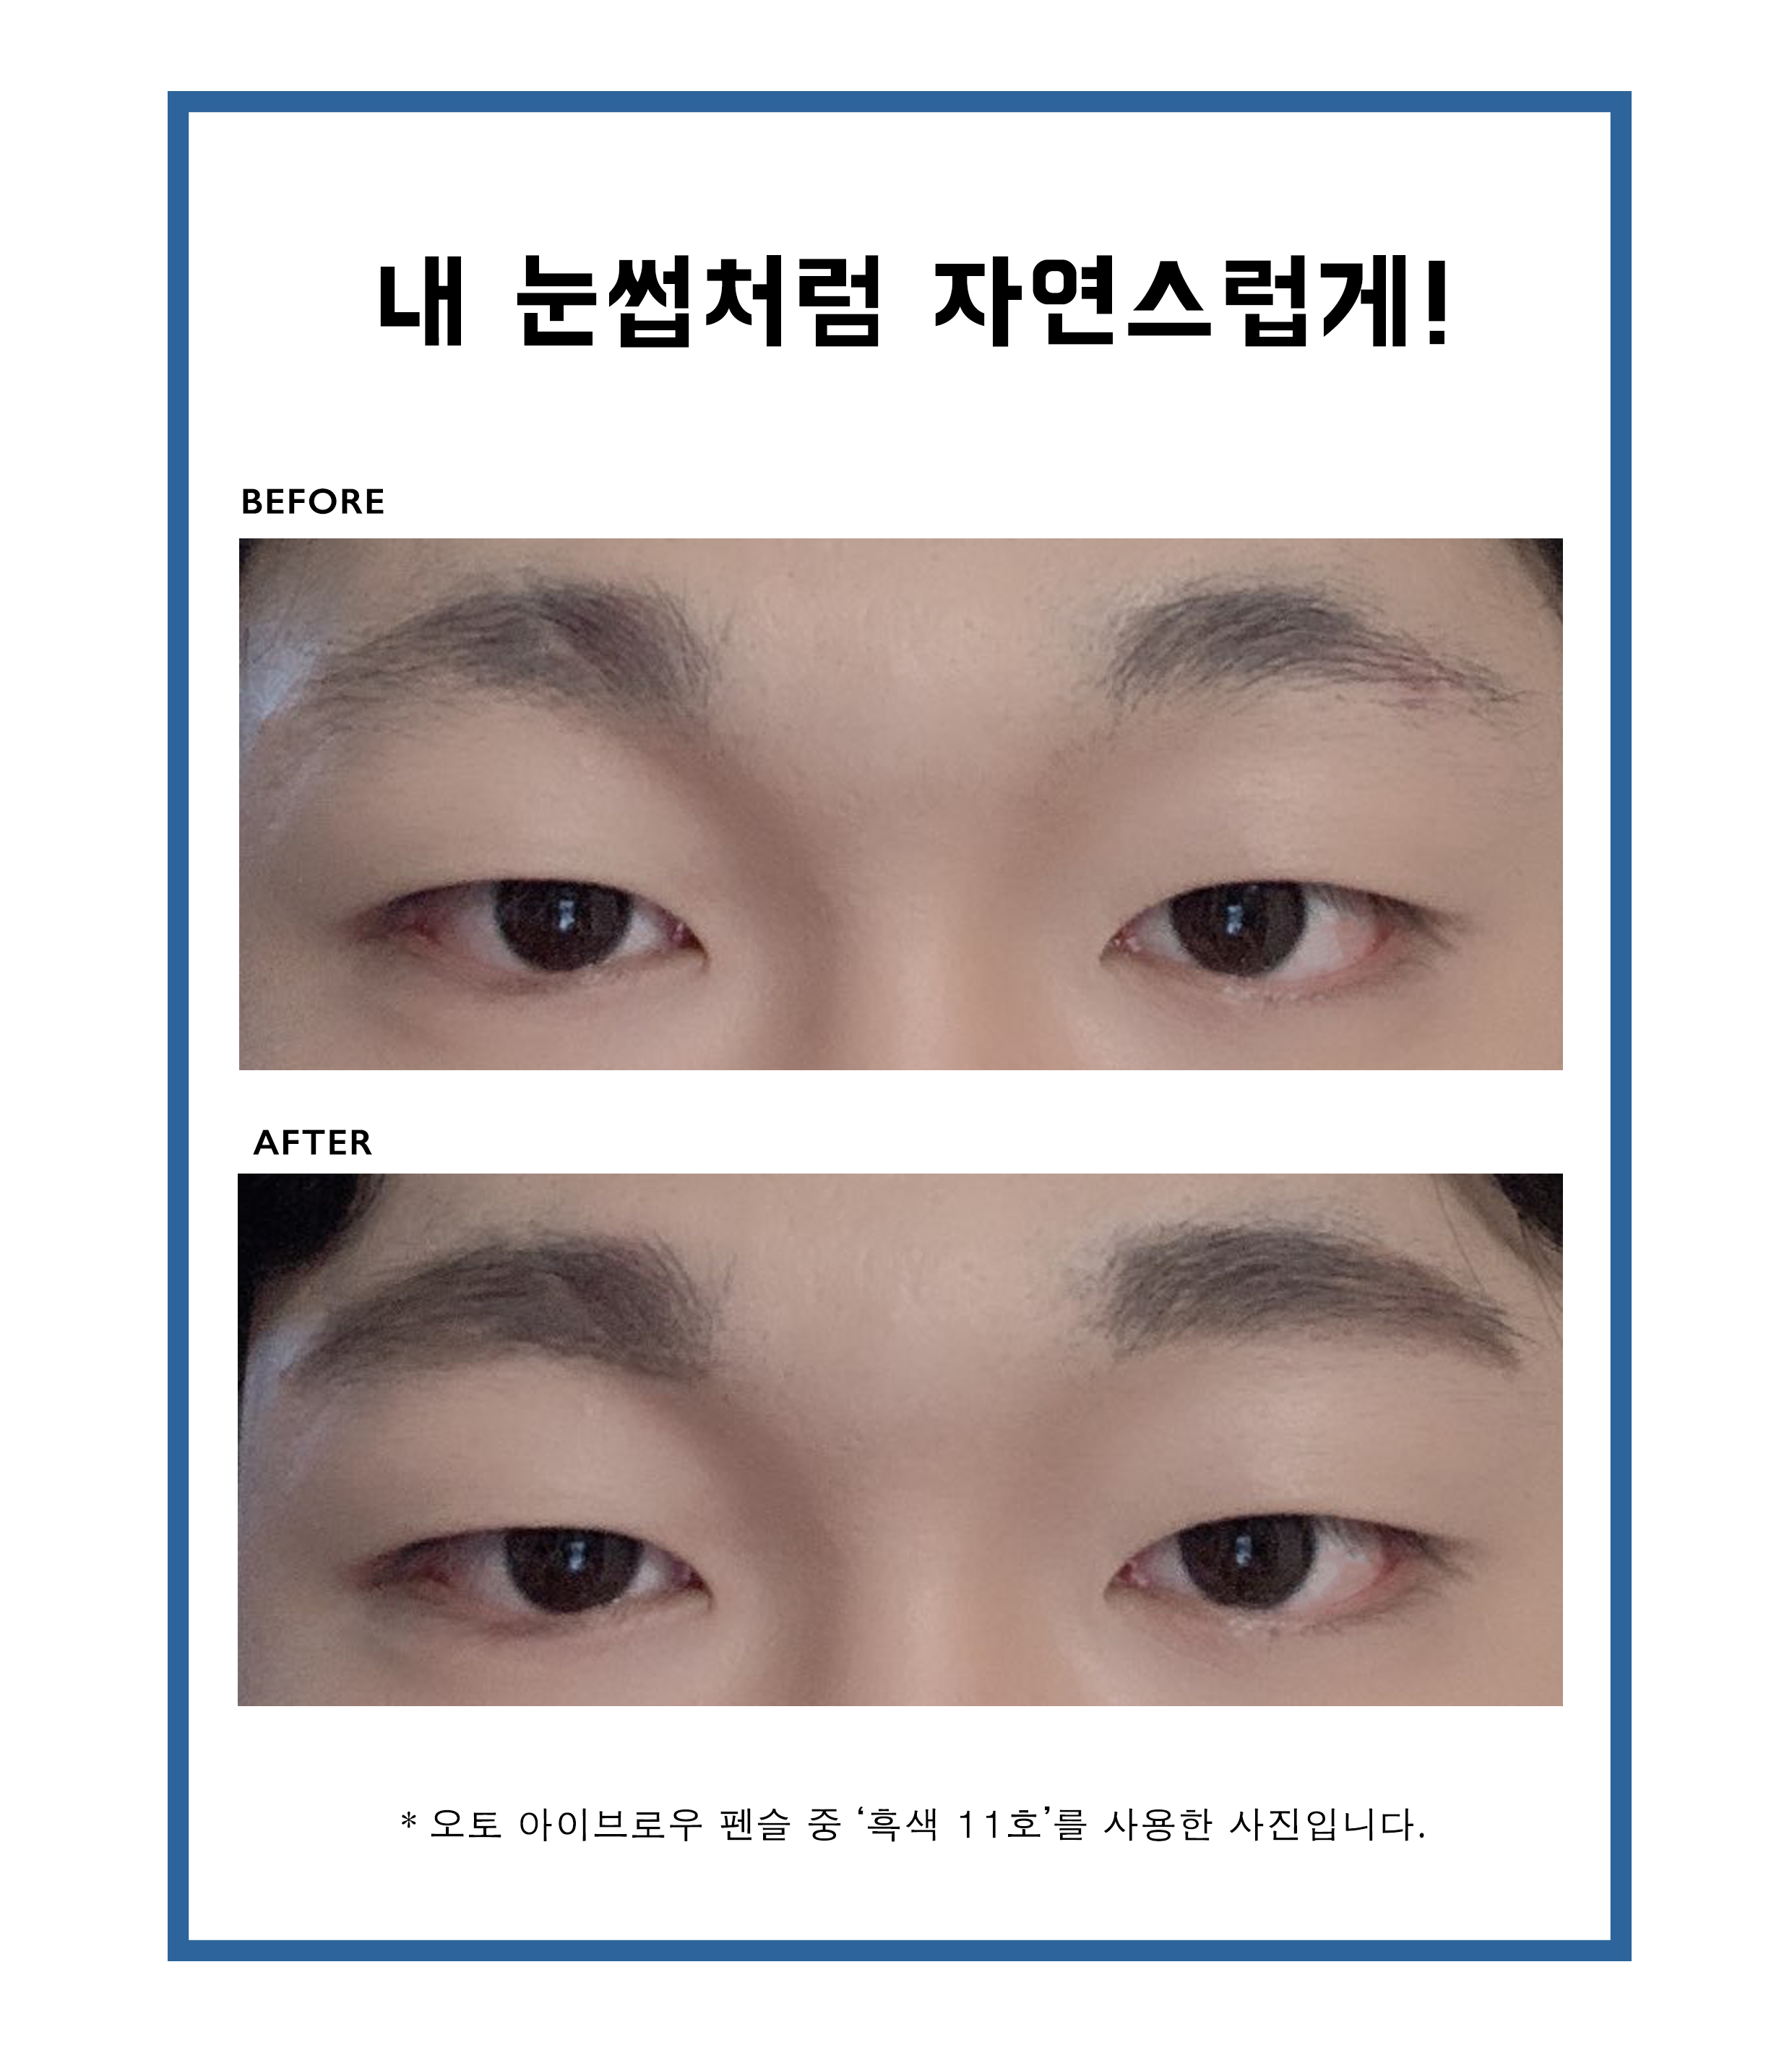 내 눈썹처럼 자연스럽게!
BEFORE
AFTER
* 오토 아이브로우 펜슬 중 ‘흑색 11호’를 사용한 사진입니다.